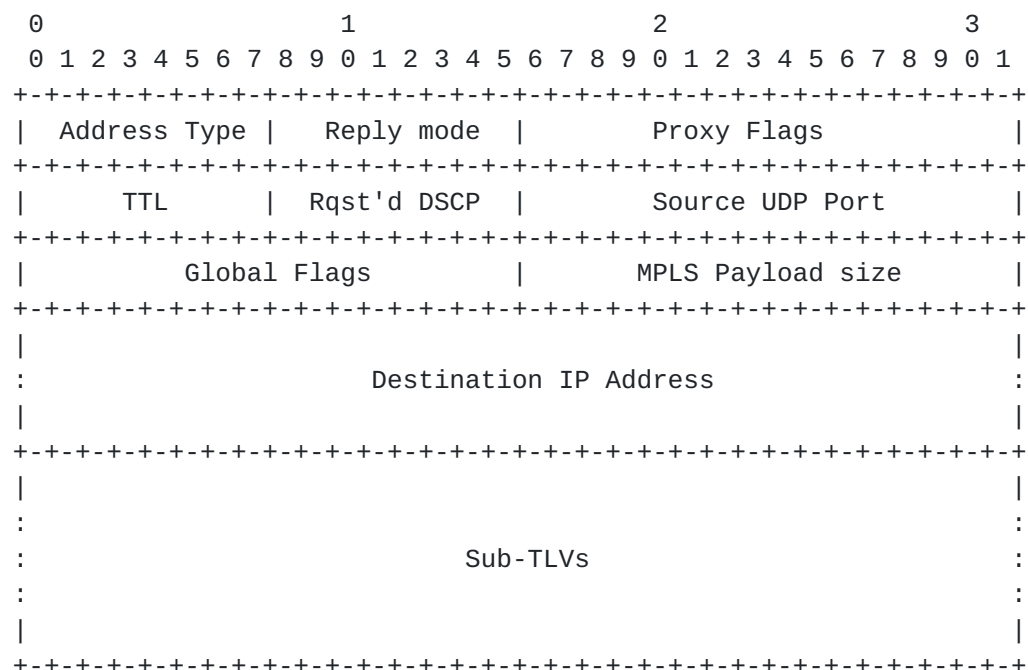 0                   1                   2                   3
 0 1 2 3 4 5 6 7 8 9 0 1 2 3 4 5 6 7 8 9 0 1 2 3 4 5 6 7 8 9 0 1
+-+-+-+-+-+-+-+-+-+-+-+-+-+-+-+-+-+-+-+-+-+-+-+-+-+-+-+-+-+-+-+-+
|  Address Type |   Reply mode  |        Proxy Flags            |
+-+-+-+-+-+-+-+-+-+-+-+-+-+-+-+-+-+-+-+-+-+-+-+-+-+-+-+-+-+-+-+-+
|      TTL      |  Rqst'd DSCP  |        Source UDP Port        |
+-+-+-+-+-+-+-+-+-+-+-+-+-+-+-+-+-+-+-+-+-+-+-+-+-+-+-+-+-+-+-+-+
|          Global Flags         |       MPLS Payload size       |
+-+-+-+-+-+-+-+-+-+-+-+-+-+-+-+-+-+-+-+-+-+-+-+-+-+-+-+-+-+-+-+-+
|                                                               |
:                      Destination IP Address                   :
|                                                               |
+-+-+-+-+-+-+-+-+-+-+-+-+-+-+-+-+-+-+-+-+-+-+-+-+-+-+-+-+-+-+-+-+
|                                                               |
:                                                               :
:                            Sub-TLVs                           :
:                                                               :
|                                                               |
+-+-+-+-+-+-+-+-+-+-+-+-+-+-+-+-+-+-+-+-+-+-+-+-+-+-+-+-+-+-+-+-+